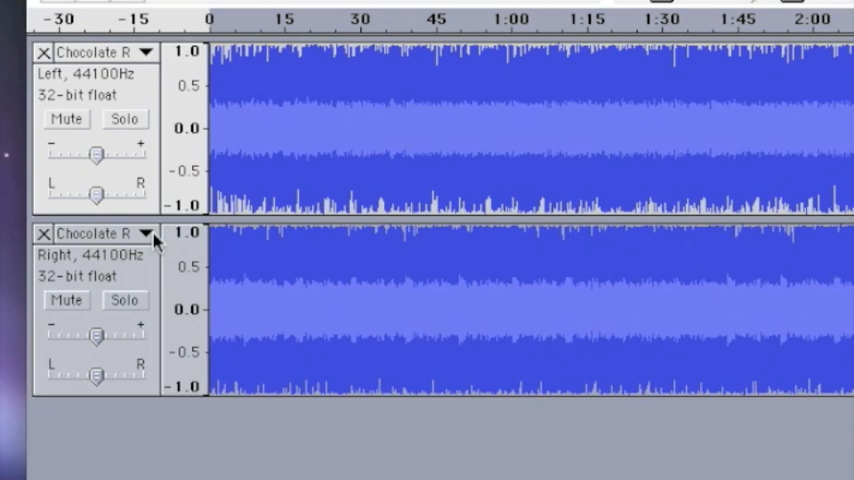 -30 -15 0 15 30 45 1:00 1:15 1:30 1:45 2:00
X Chocolate R
Left, 44100Hz
32-bit float
Mute Solo
- +
L R
1.0
0.5
0.0
-0.5
-1.0
X Chocolate R
Right, 44100Hz
32-bit float
Mute Solo
- +
L R
1.0
0.5
0.0
-0.5
-1.0